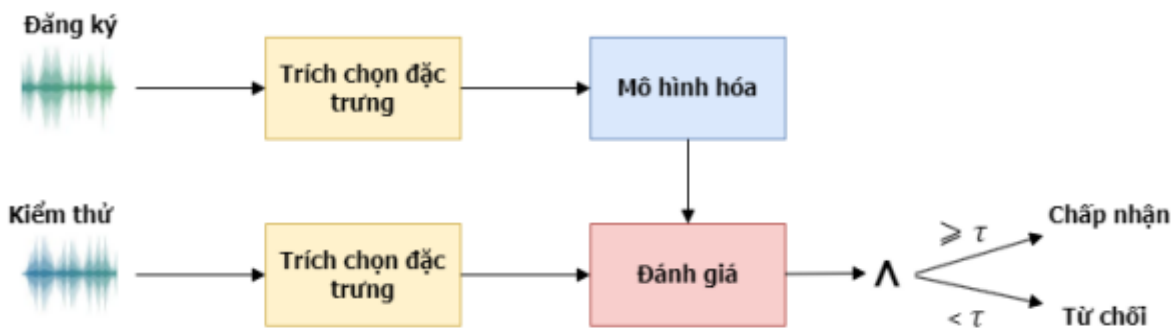 Đăng ký
Trích chọn đặc
trưng
Mô hình hóa
Kiểm thử
Trích chọn đặc
trưng
Đánh giá
Λ
⩾ τ
Chấp nhận
< τ
Từ chối